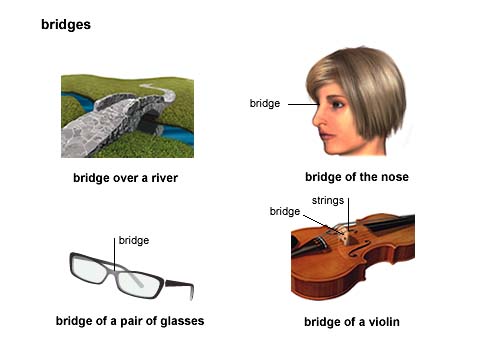 bridges
bridge
bridge over a river
bridge of the nose
strings
bridge
bridge
bridge of a pair of glasses
bridge of a violin